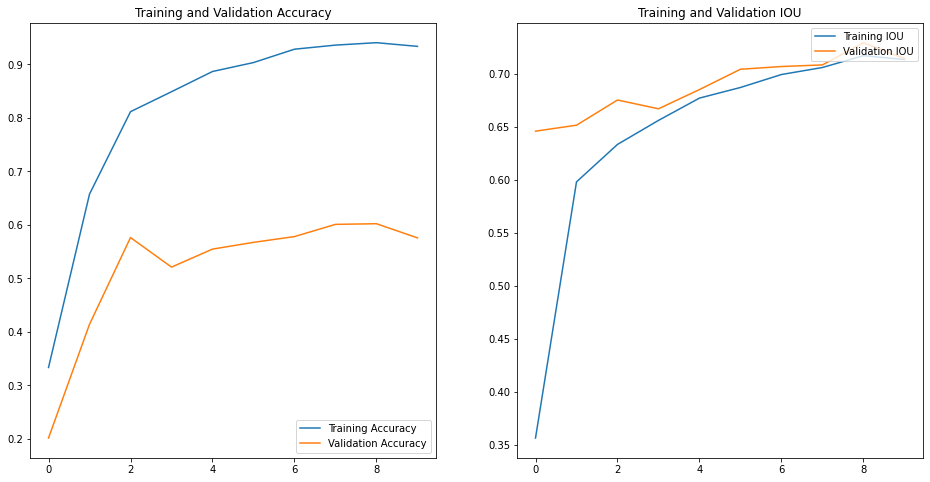 Training and Validation Accuracy
0.9
0.8
0.7
0.6
0.5
0.4
0.3
0.2
0 2 4 6 8
Training Accuracy
Validation Accuracy
Training and Validation IOU
Training IOU
Validation IOU
0.70
0.65
0.60
0.55
0.50
0.45
0.40
0.35
0 2 4 6 8